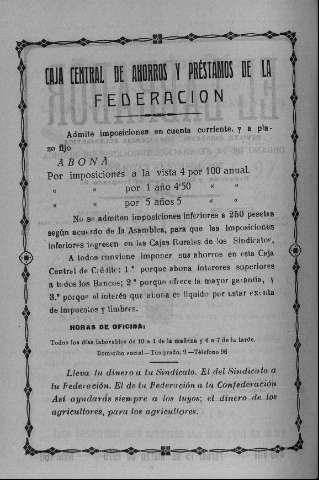 CAJA CENTRAL DE AHORROS Y PRÉSTAMOS DE LA
FEDERACION
Admite imposiciones en cuenta corriente, y a pla-
zo fijo
ABONA
Por imposiciones a la vista 4 por 100 anual.
« « por 1 año 4'50 « «
« « por 5 años 5 « «
No se admiten imposiciones inferiores a 250 pesetas
según acuerdo de la Asamblea, para que las imposiciones
inferiores ingresen en las Cajas Rurales de los Sindicatos,
A todos conviene imponer sus ahorros en esta Caja
Central de Crédito; 1.º porque abona intereses superiores
a todos los Bancos; 2.º porque ofrece la mayor garantía, y
3.º porque el interés que abona es líquido por estar exenta
de impuestos y timbres.
HORAS DE OFICINA:
Todos los días laborables de 10 a 1 de la mañana y 4 a 7 de la tarde.
Domicilio social—Posgrado, 9—Teléfono 96
Lleva tu dinero a tu Sindicato. El del Sindicato a
tu Federación. El de tu Federación a tu Confederación
Así ayudarás siempre a los tuyos; el dinero de los
agricultores, para los agricultores.